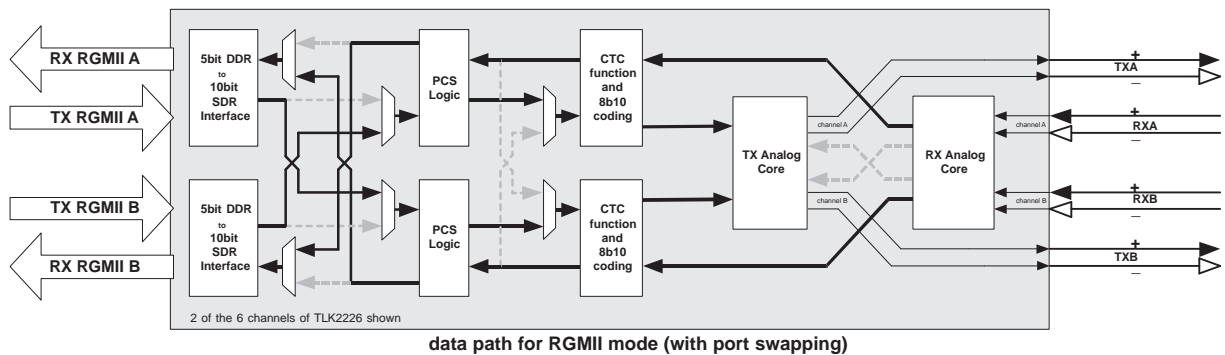 RX RGMII A
TX RGMII A
TX RGMII B
RX RGMII B
5bit DDR
to
10bit
SDR
Interface
5bit DDR
to
10bit
SDR
Interface
PCS
Logic
PCS
Logic
CTC
function
and
8b10
coding
CTC
function
and
8b10
coding
TX Analog
Core
channel A
channel B
RX Analog
Core
channel A
channel B
+
TXA
–
+
RXA
–
+
RXB
–
+
TXB
–
2 of the 6 channels of TLK2226 shown
data path for RGMII mode (with port swapping)